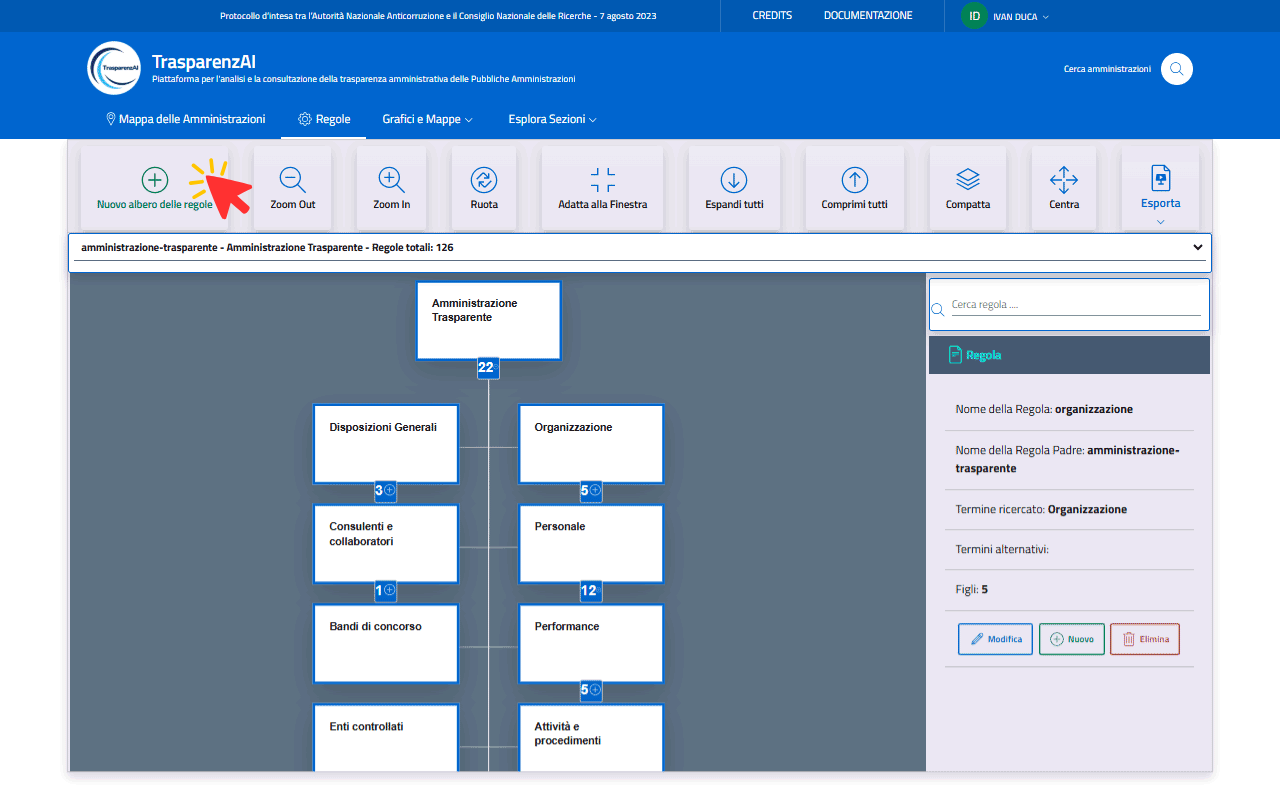 Protocollo d'intesa tra l'Autorità Nazionale Anticorruzione e il Consiglio Nazionale delle Ricerche - 7 agosto 2023
CREDITS
DOCUMENTAZIONE
ID
IVAN DUCA
TrasparenzAI
TrasparenzAI
Piattaforma per l'analisi e la consultazione della trasparenza amministrativa delle Pubbliche Amministrazioni
Cerca amministrazioni
Mappa delle Amministrazioni
Regole
Grafici e Mappe
Esplora Sezioni
Nuovo albero delle regole
Zoom Out
Zoom In
Ruota
Adatta alla Finestra
Espandi tutti
Comprimi tutti
Compatta
Centra
Esporta
amministrazione-trasparente - Amministrazione Trasparente - Regole totali: 126
Amministrazione
Trasparente
22
Disposizioni Generali
3
Organizzazione
5
Consulenti e
collaboratori
1
Personale
12
Bandi di concorso
Performance
5
Enti controllati
Attività e
procedimenti
Cerca regola ....
Regola
Nome della Regola: organizzazione
Nome della Regola Padre: amministrazione-
trasparente
Termine ricercato: Organizzazione
Termini alternativi:
Figli: 5
Modifica
Nuovo
Elimina